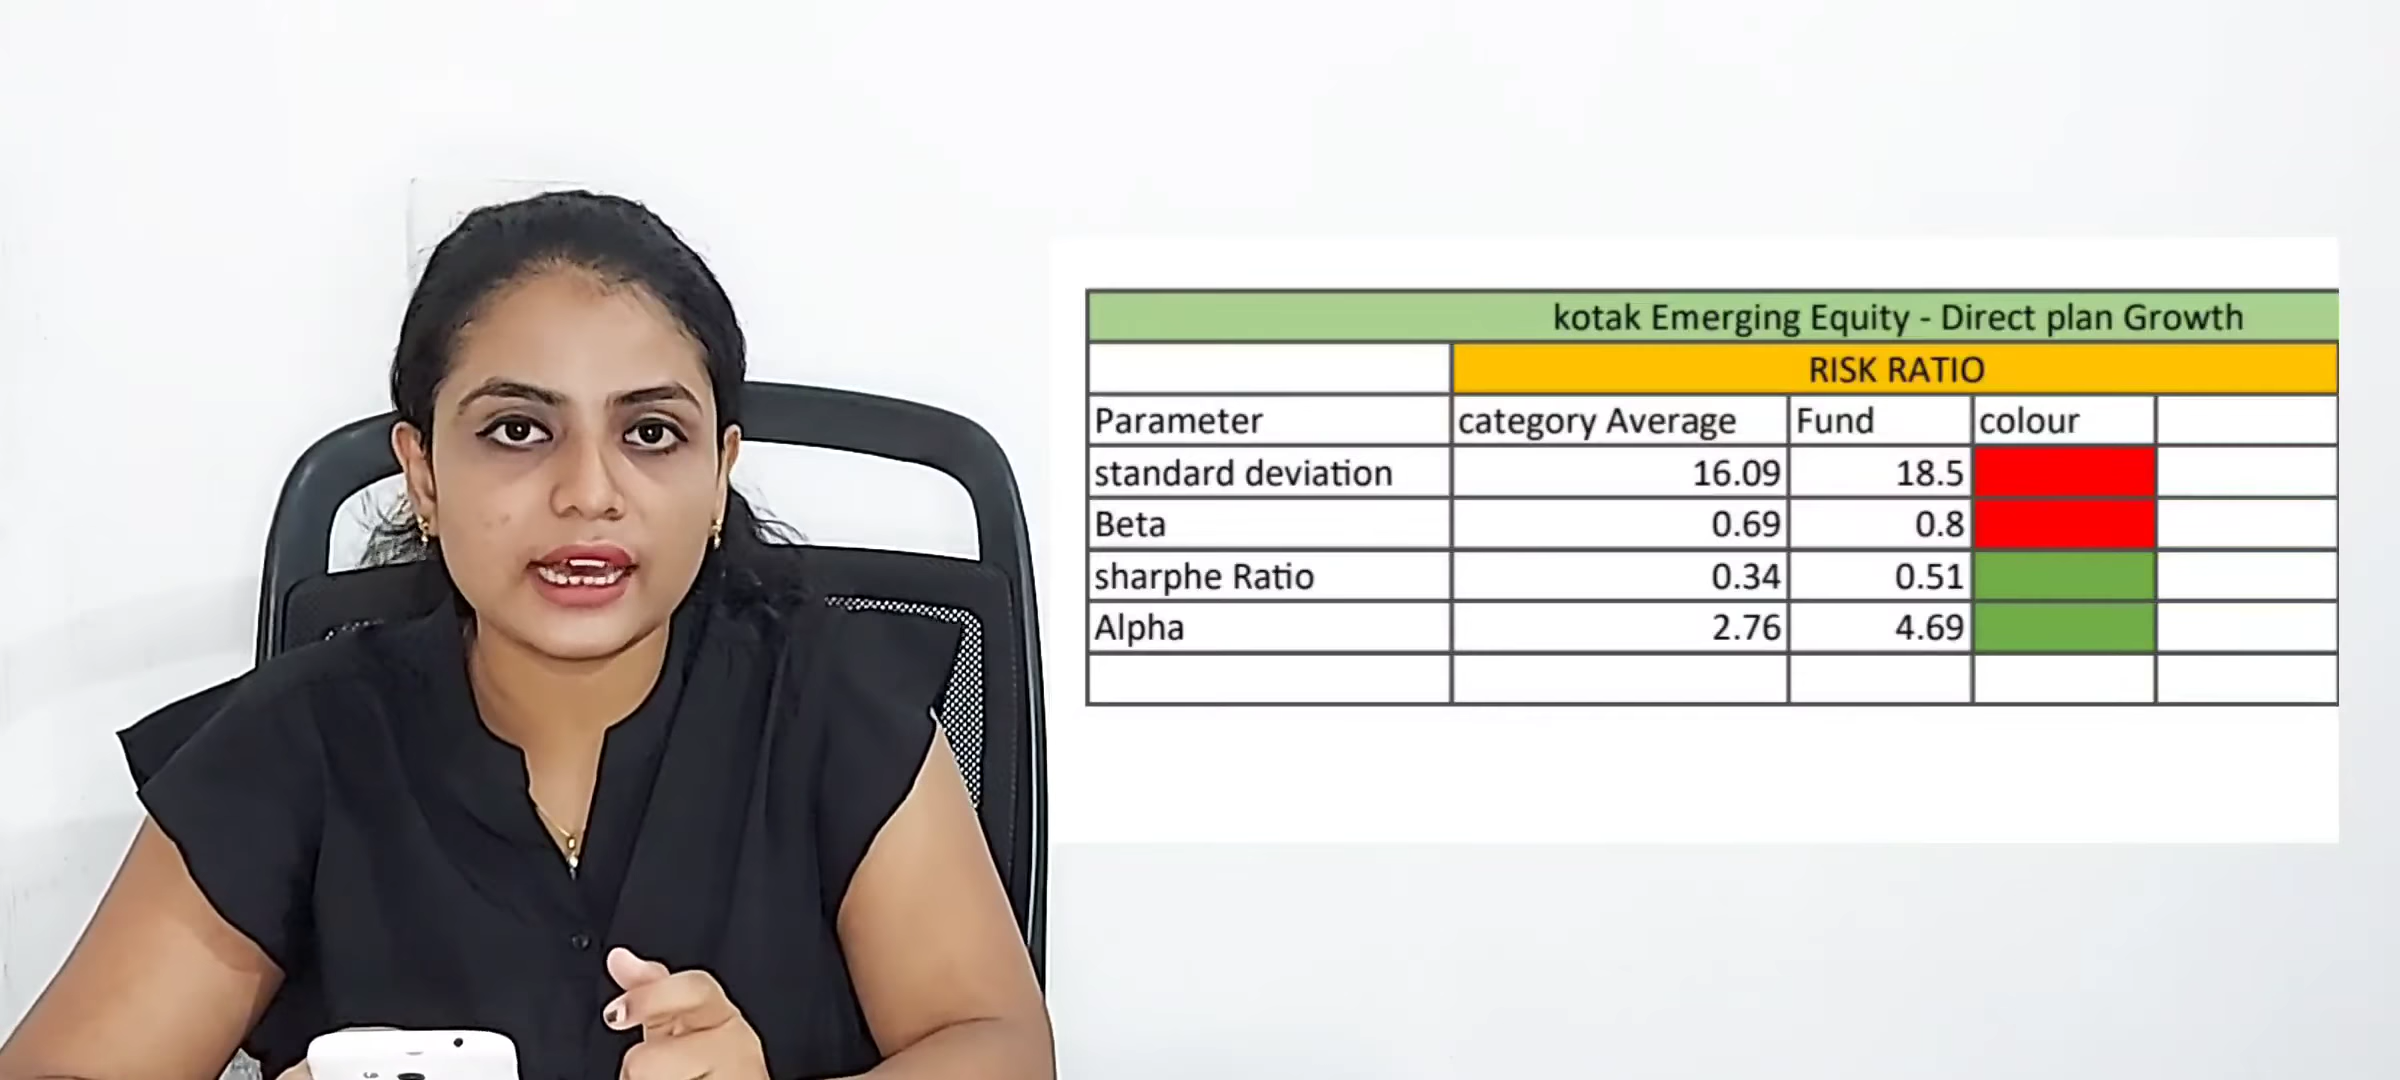 kotak Emerging Equity - Direct plan Growth
RISK RATIO
Parameter category Average Fund colour
standard deviation 16.09 18.5
Beta 0.69 0.8
sharphe Ratio 0.34 0.51
Alpha 2.76 4.69